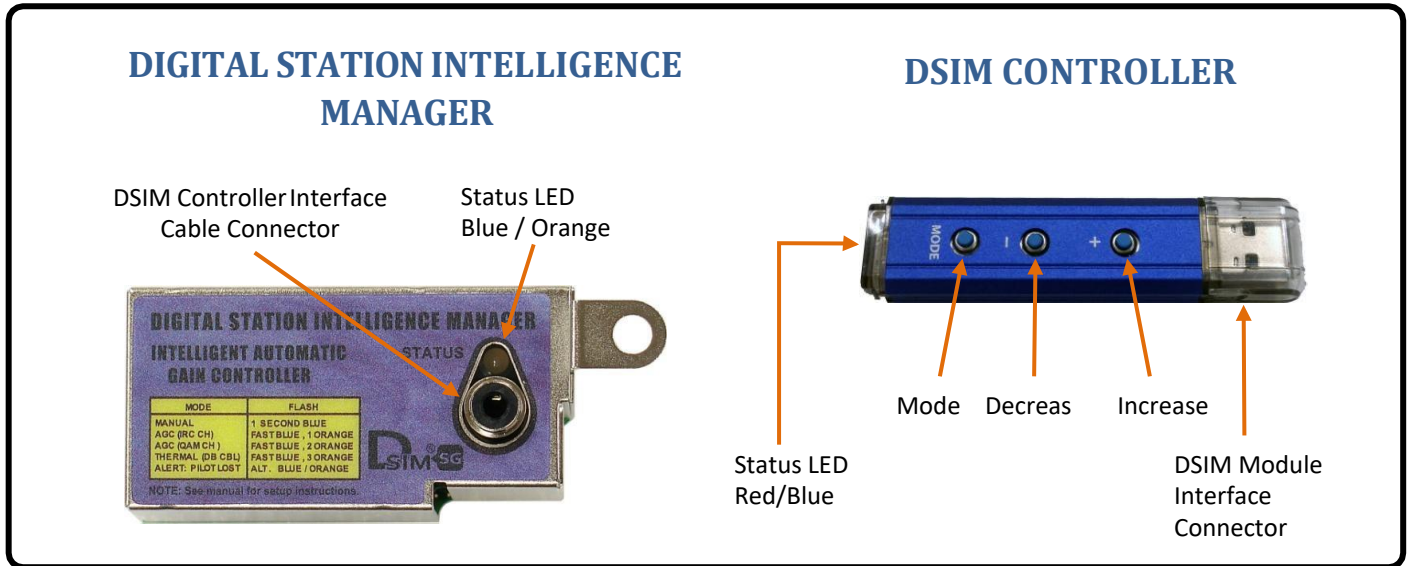 DIGITAL STATION INTELLIGENCE
MANAGER
DSIM CONTROLLER
DSIM Controller Interface
Cable Connector
Status LED
Blue / Orange
DIGITAL STATION INTELLIGENCE MANAGER
INTELLIGENT AUTOMATIC
GAIN CONTROLLER
STATUS
MODE FLASH
MANUAL 1 SECOND BLUE
AGC (IRC CH) FAST BLUE , 1 ORANGE
AGC (QAM CH ) FAST BLUE , 2 ORANGE
THERMAL (DB CBL) FAST BLUE , 3 ORANGE
ALERT: PILOT LOST ALT. BLUE / ORANGE
DSIM® SG
NOTE: See manual for setup instructions.
MODE - +
Mode Decreas Increase
Status LED
Red/Blue
DSIM Module
Interface
Connector